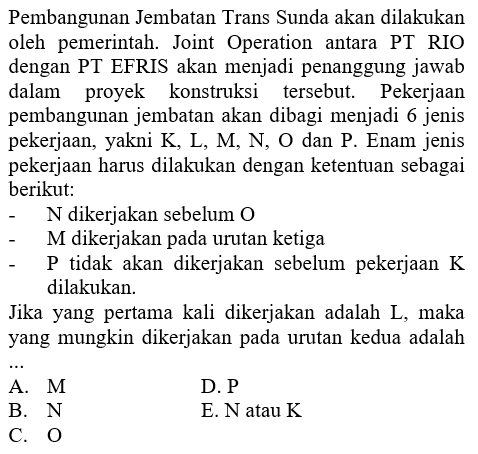 Pembangunan Jembatan Trans Sunda akan dilakukan
oleh pemerintah. Joint Operation antara PT RIO
dengan PT EFRIS akan menjadi penanggung jawab
dalam proyek konstruksi tersebut. Pekerjaan
pembangunan jembatan akan dibagi menjadi 6 jenis
pekerjaan, yakni K, L, M, N, O dan P. Enam jenis
pekerjaan harus dilakukan dengan ketentuan sebagai
berikut:
- N dikerjakan sebelum O
- M dikerjakan pada urutan ketiga
- P tidak akan dikerjakan sebelum pekerjaan K
dilakukan.
Jika yang pertama kali dikerjakan adalah L, maka
yang mungkin dikerjakan pada urutan kedua adalah
...
A. M D. P
B. N E. N atau K
C. O